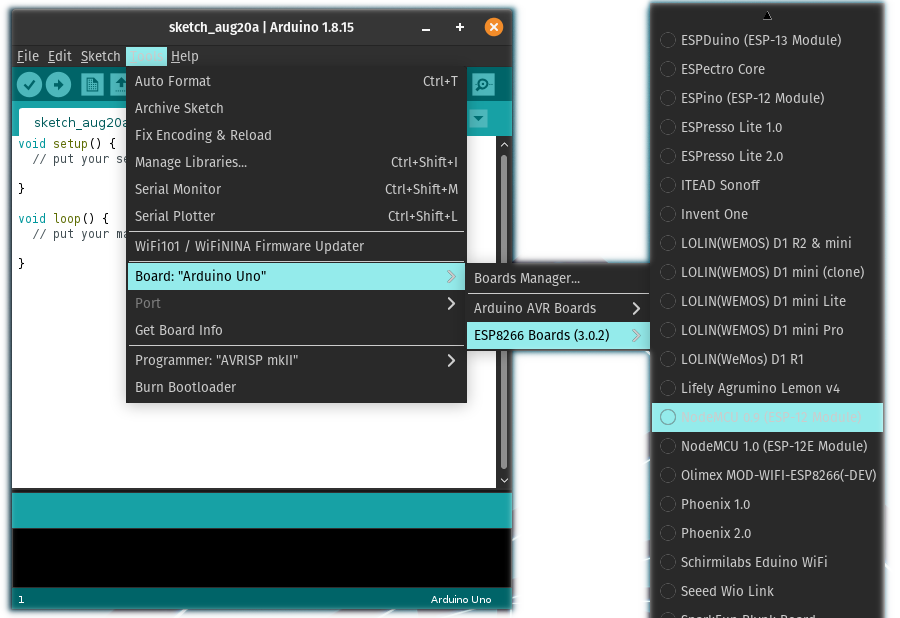 sketch_aug20a | Arduino 1.8.15
File Edit Sketch Help
sketch_aug20a
void setup() {
// put your
}
void loop() {
// put your
}
1
Arduino Uno
Auto Format Ctrl+T
Archive Sketch
Fix Encoding & Reload
Manage Libraries... Ctrl+Shift+I
Serial Monitor Ctrl+Shift+M
Serial Plotter Ctrl+Shift+L
WiFi101 / WiFiNINA Firmware Updater
Board: "Arduino Uno"
Port
Get Board Info
Programmer: "AVRISP mkII"
Burn Bootloader
Boards Manager...
Arduino AVR Boards
ESP8266 Boards (3.0.2)
ESPDuino (ESP-13 Module)
ESPectro Core
ESPino (ESP-12 Module)
ESPresso Lite 1.0
ESPresso Lite 2.0
ITEAD Sonoff
Invent One
LOLIN(WEMOS) D1 R2 & mini
LOLIN(WEMOS) D1 mini (clone)
LOLIN(WEMOS) D1 mini Lite
LOLIN(WEMOS) D1 mini Pro
LOLIN(WeMos) D1 R1
Lifely Agrumino Lemon v4
NodeMCU 0.9 (ESP-12 Module)
NodeMCU 1.0 (ESP-12E Module)
Olimex MOD-WIFI-ESP8266(-DEV)
Phoenix 1.0
Phoenix 2.0
Schirmilabs Eduino WiFi
Seeed Wio Link